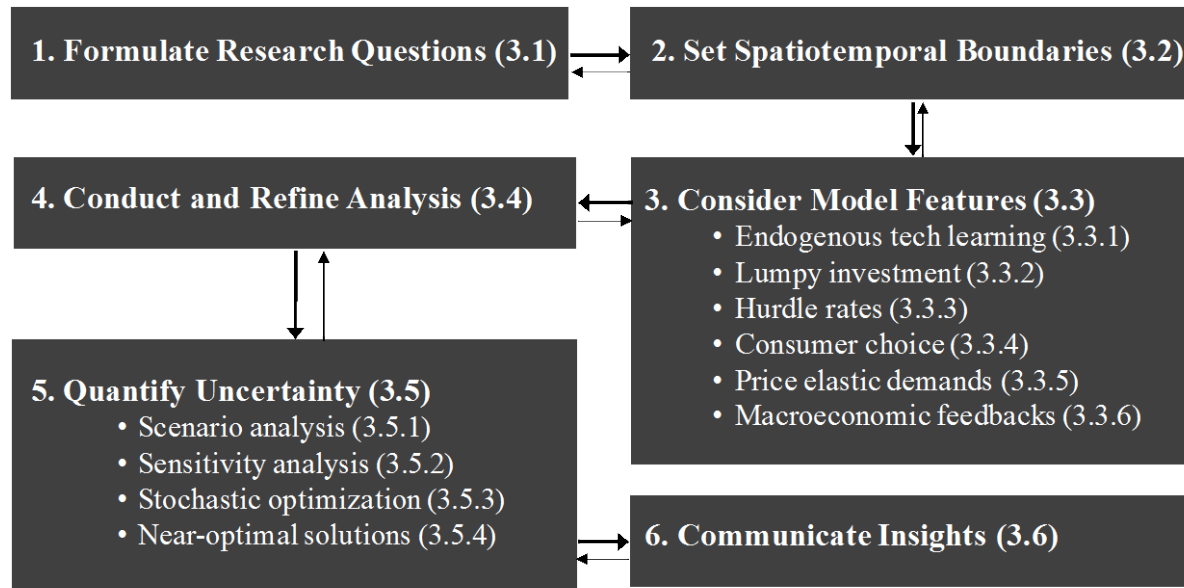 1. Formulate Research Questions (3.1)
2. Set Spatiotemporal Boundaries (3.2)
3. Consider Model Features (3.3)
• Endogenous tech learning (3.3.1)
• Lumpy investment (3.3.2)
• Hurdle rates (3.3.3)
• Consumer choice (3.3.4)
• Price elastic demands (3.3.5)
• Macroeconomic feedbacks (3.3.6)
4. Conduct and Refine Analysis (3.4)
5. Quantify Uncertainty (3.5)
• Scenario analysis (3.5.1)
• Sensitivity analysis (3.5.2)
• Stochastic optimization (3.5.3)
• Near-optimal solutions (3.5.4)
6. Communicate Insights (3.6)